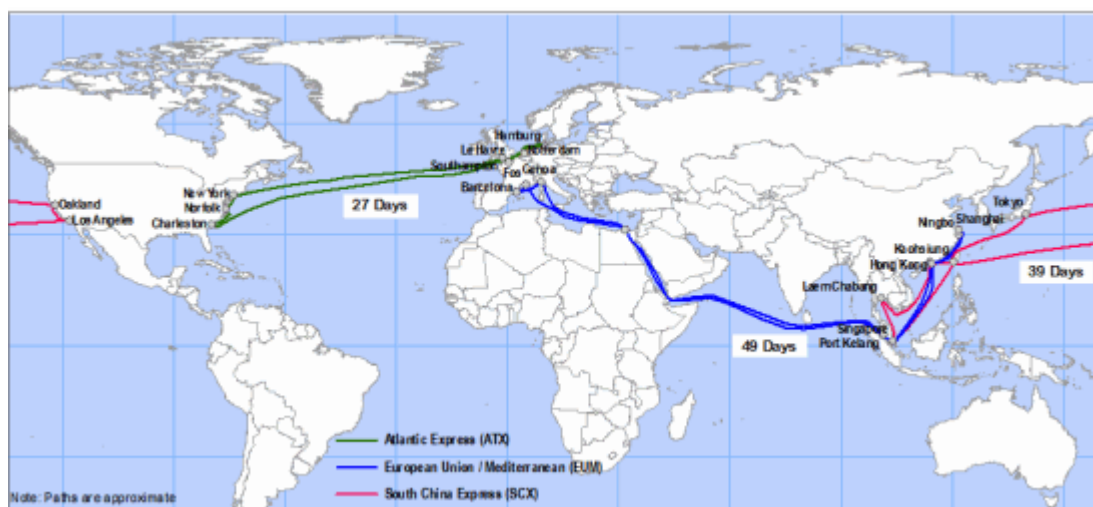 Hamburg
Le Havre
Rotterdam
Southampton
Fos
Genoa
Barcelona
New York
Norfolk
Charleston
27 Days
Oakland
Los Angeles
Tokyo
Ningbo
Shanghai
Kaohsiung
Hong Kong
39 Days
Laem Chabang
Singapore
Port Kelang
49 Days
Atlantic Express (ATX)
European Union / Mediterranean (EUM)
South China Express (SCX)
Note: Paths are approximate